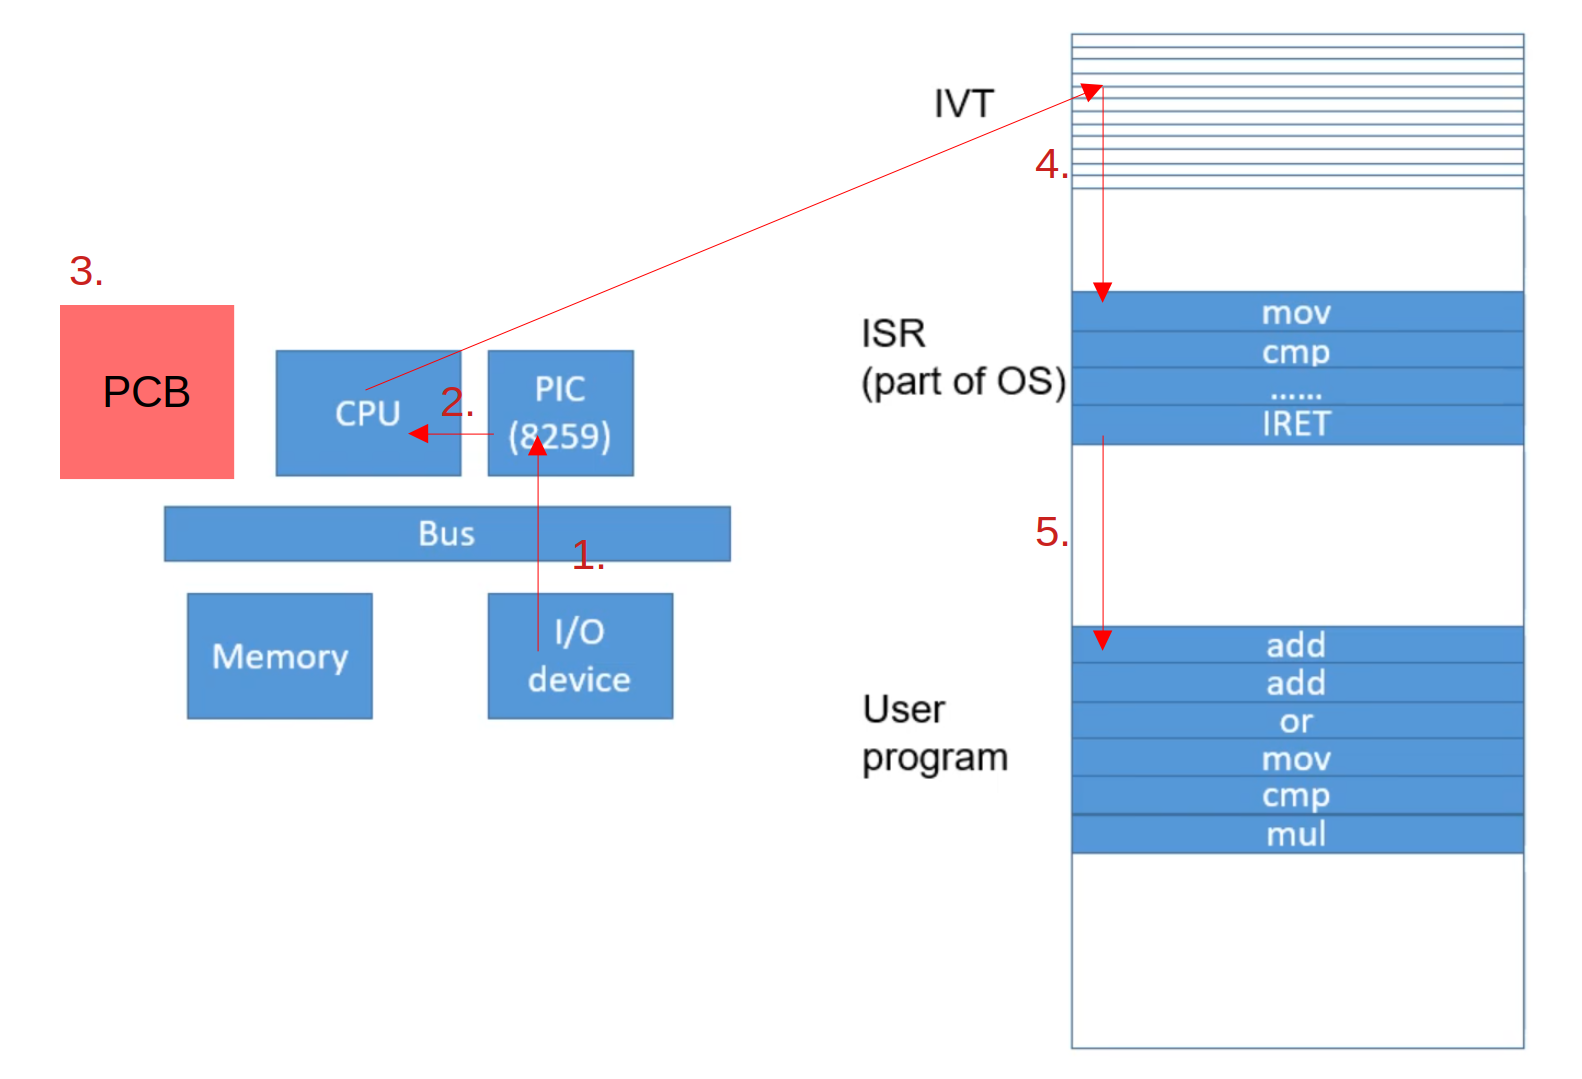 IVT
4.
3.
PCB
CPU
2.
PIC
(8259)
Bus
1.
Memory
I/O
device
ISR
(part of OS)
mov
cmp
......
IRET
5.
User
program
add
add
or
mov
cmp
mul